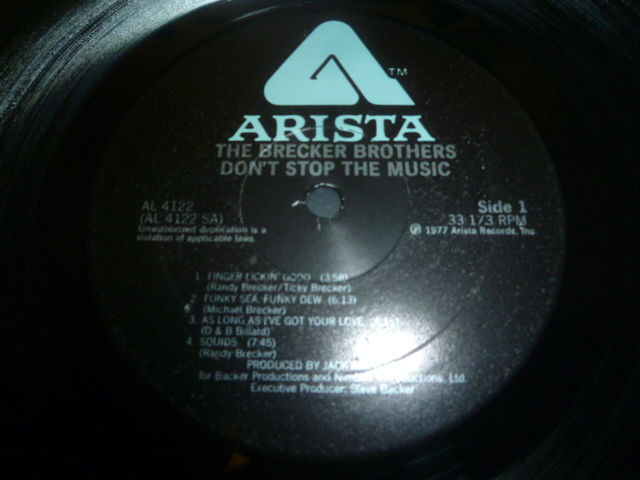 TM
ARISTA
THE BRECKER BROTHERS
DON'T STOP THE MUSIC
AL 4122
(AL 4122 SA)
Unauthorized duplication is a
violation of applicable laws.
Side 1
33 1/3 RPM
Ⓟ 1977 Arista Records, Inc.
1. FINGER LICKIN' GOOD (3:58)
(Randy Brecker/Ticky Brecker)
2. FUNKY SEA, FUNKY DEW (6:13)
(Michael Brecker)
3. AS LONG AS I'VE GOT YOUR LOVE
(D & B Billard)
4. SQUIDS (7:45)
(Randy Brecker)
PRODUCED BY JACK
for Backer Productions and Productions, Ltd.
Executive Producer: Steve Backer